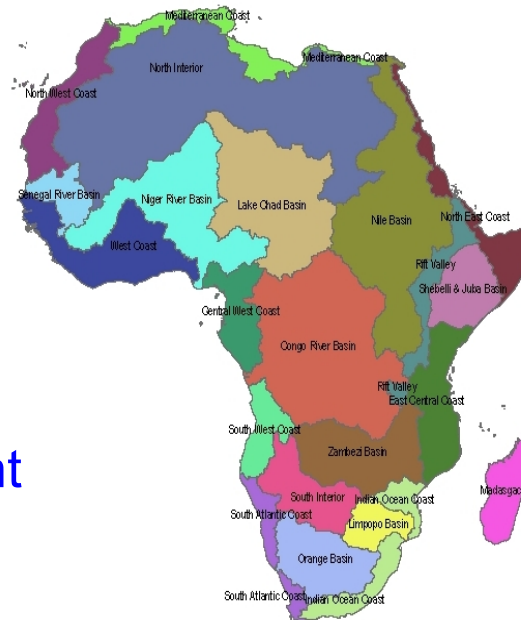 Mediterranean Coast
Mediterranean Coast
North Interior
North West Coast
Senegal River Basin
Niger River Basin
Lake Chad Basin
Nile Basin
North East Coast
West Coast
Rift Valley
Shebelli & Juba Basin
Central West Coast
Congo River Basin
Rift Valley
East Central Coast
South West Coast
Zambezi Basin
nt
South Interior
Indian Ocean Coast
Madagasc
South Atlantic Coast
Limpopo Basin
Orange Basin
South Atlantic Coast
Indian Ocean Coast